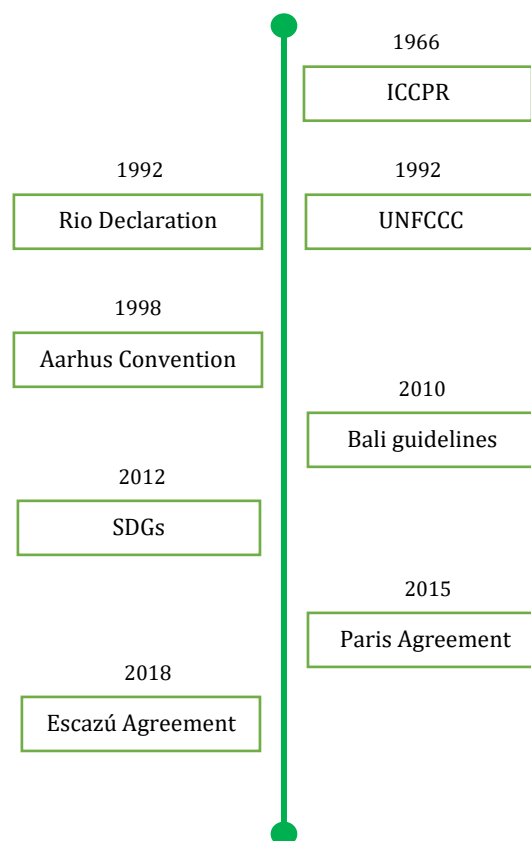 1966
ICCPR
1992
Rio Declaration
1992
UNFCCC
1998
Aarhus Convention
2010
Bali guidelines
2012
SDGs
2015
Paris Agreement
2018
Escazú Agreement